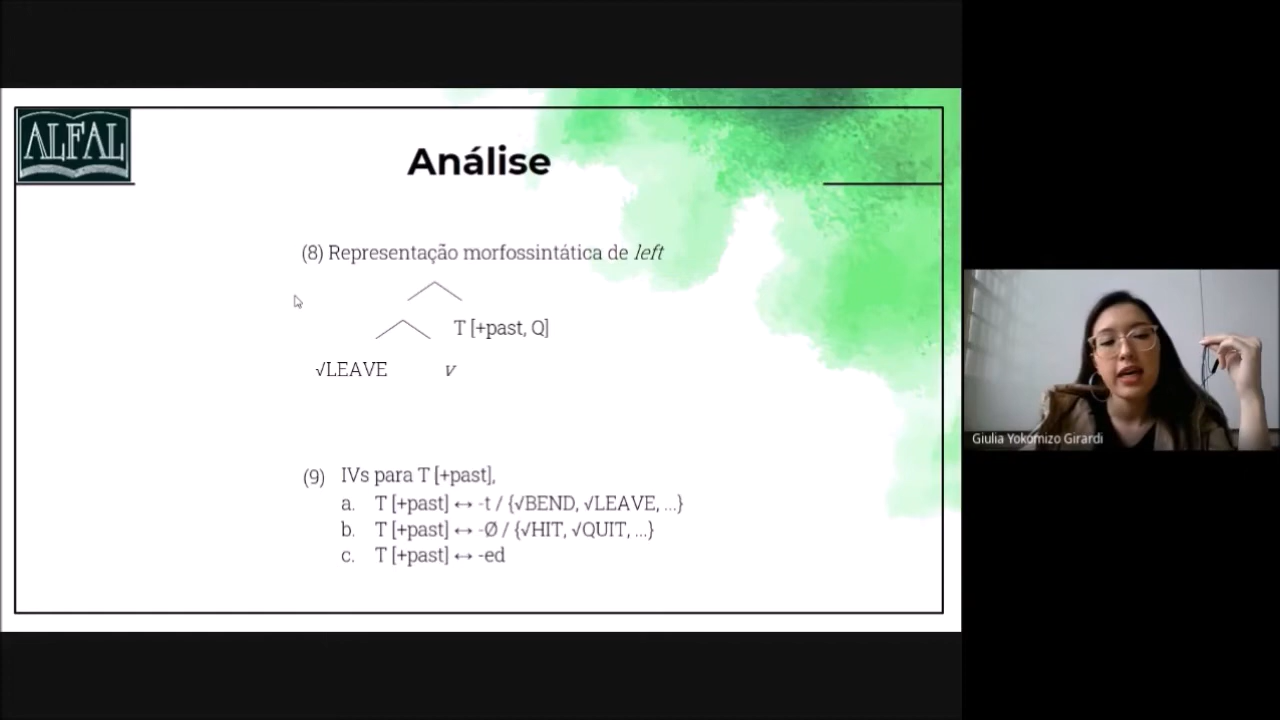 ALFAL
Análise
(8) Representação morfossintática de left
T [+past, Q]
√LEAVE v
(9) IVs para T [+past],
a. T [+past] ↔ -t / {√BEND, √LEAVE, ...}
b. T [+past] ↔ -Ø / {√HIT, √QUIT, ...}
c. T [+past] ↔ -ed
Giulia Yokomizo Girardi